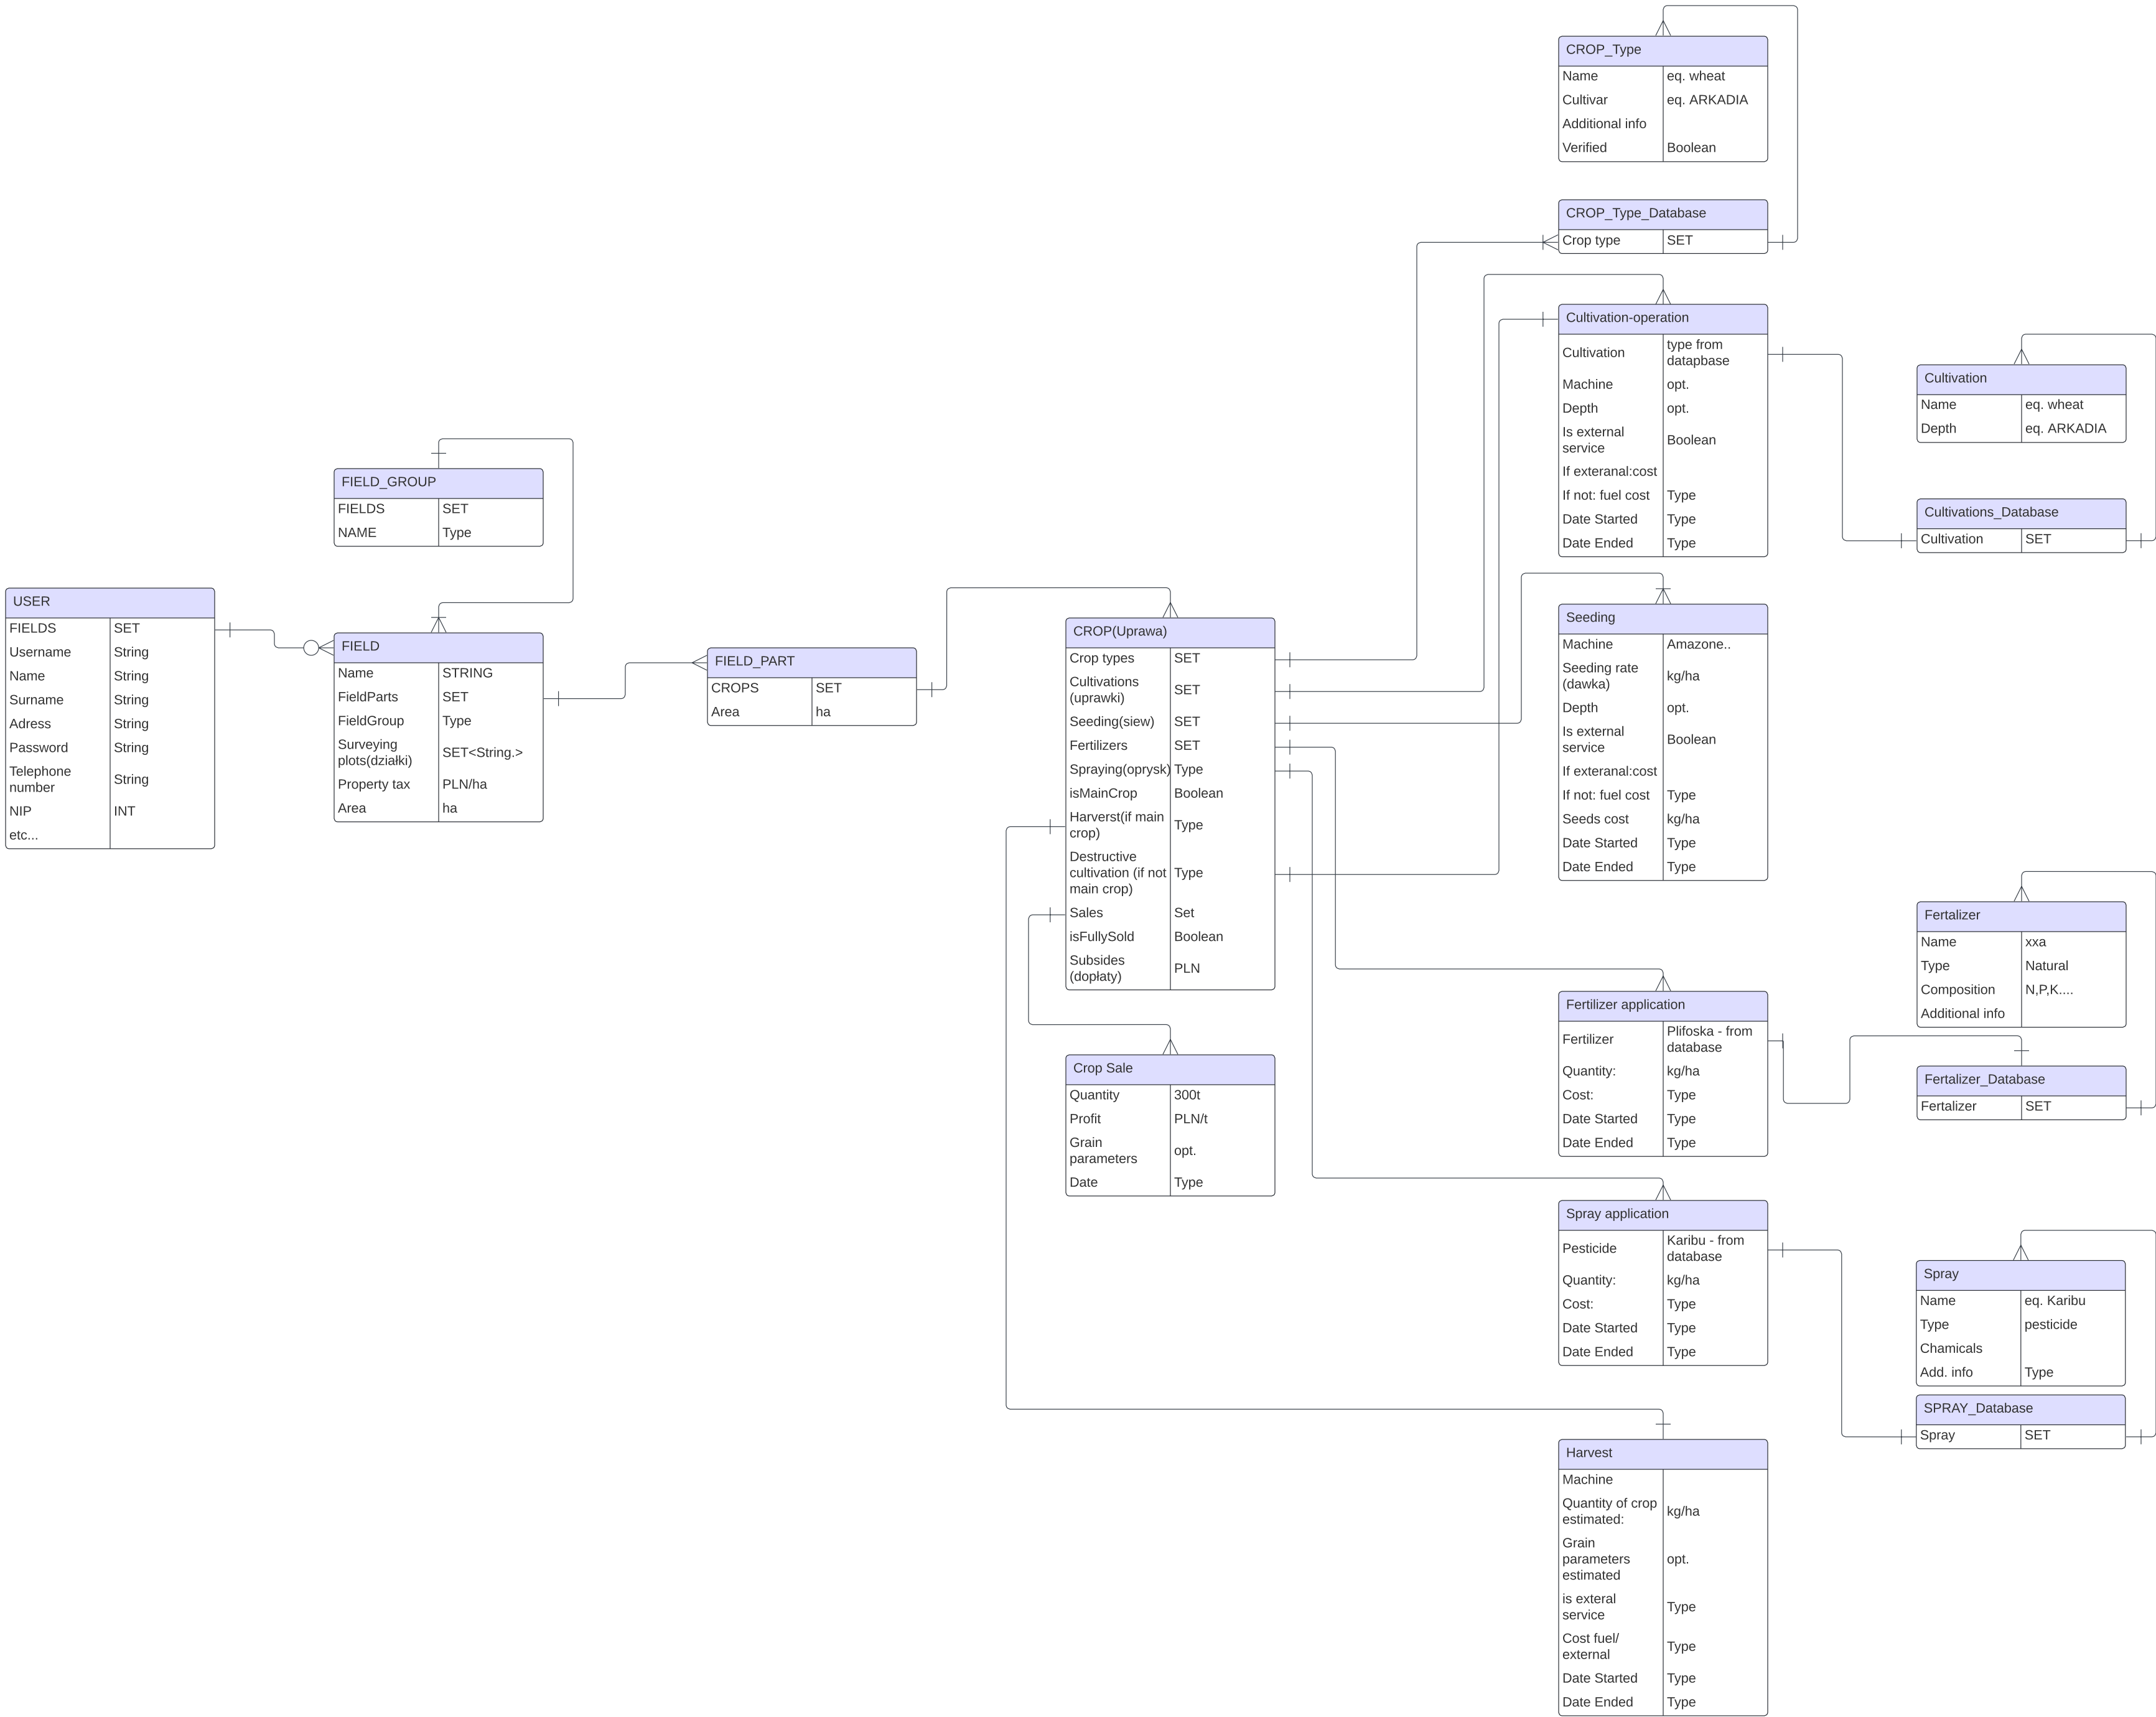 CROP_Type
Name eq. wheat
Cultivar eq. ARKADIA
Additional info
Verified Boolean
CROP_Type_Database
Crop type SET
Cultivation-operation
Cultivation type from
datapbase
Machine opt.
Depth opt.
Is external
service Boolean
If exteranal:cost
If not: fuel cost Type
Date Started Type
Date Ended Type
Cultivation
Name eq. wheat
Depth eq. ARKADIA
Cultivations_Database
Cultivation SET
FIELD_GROUP
FIELDS SET
NAME Type
USER
FIELDS SET
Username String
Name String
Surname String
Adress String
Password String
Telephone
number String
NIP INT
etc...
FIELD
Name STRING
FieldParts SET
FieldGroup Type
Surveying
plots(działki) SET<String.>
Property tax PLN/ha
Area ha
FIELD_PART
CROPS SET
Area ha
CROP(Uprawa)
Crop types SET
Cultivations
(uprawki) SET
Seeding(siew) SET
Fertilizers SET
Spraying(oprysk) Type
isMainCrop Boolean
Harverst(if main
crop) Type
Destructive
cultivation (if not
main crop) Type
Sales Set
isFullySold Boolean
Subsides
(dopłaty) PLN
Seeding
Machine Amazone..
Seeding rate
(dawka) kg/ha
Depth opt.
Is external
service Boolean
If exteranal:cost
If not: fuel cost Type
Seeds cost kg/ha
Date Started Type
Date Ended Type
Crop Sale
Quantity 300t
Profit PLN/t
Grain
parameters opt.
Date Type
Fertilizer application
Fertilizer Plifoska - from
database
Quantity: kg/ha
Cost: Type
Date Started Type
Date Ended Type
Fertalizer
Name xxa
Type Natural
Composition N,P,K....
Additional info
Fertalizer_Database
Fertalizer SET
Spray application
Pesticide Karibu - from
database
Quantity: kg/ha
Cost: Type
Date Started Type
Date Ended Type
Spray
Name eq. Karibu
Type pesticide
Chamicals
Add. info Type
SPRAY_Database
Spray SET
Harvest
Machine
Quantity of crop
estimated: kg/ha
Grain
parameters
estimated opt.
is exteral
service Type
Cost fuel/
external Type
Date Started Type
Date Ended Type